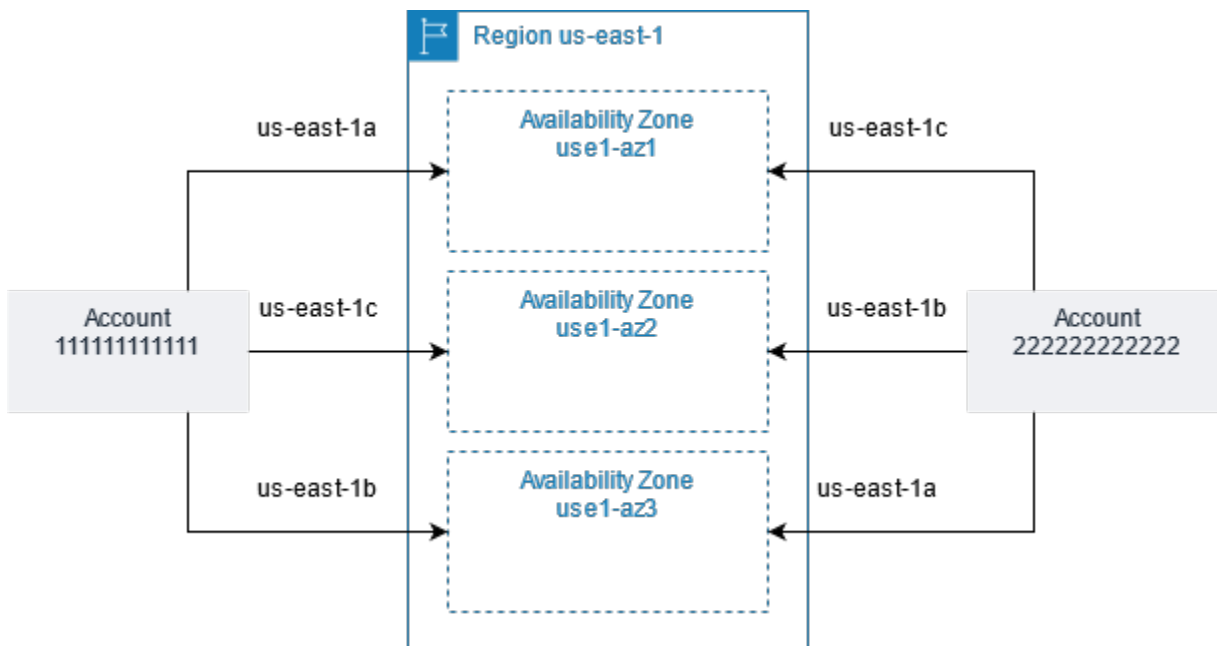 Region us-east-1
us-east-1a
Availability Zone
use1-az1
us-east-1c
Account
111111111111
us-east-1c
Availability Zone
use1-az2
us-east-1b
Account
222222222222
us-east-1b
Availability Zone
use1-az3
us-east-1a